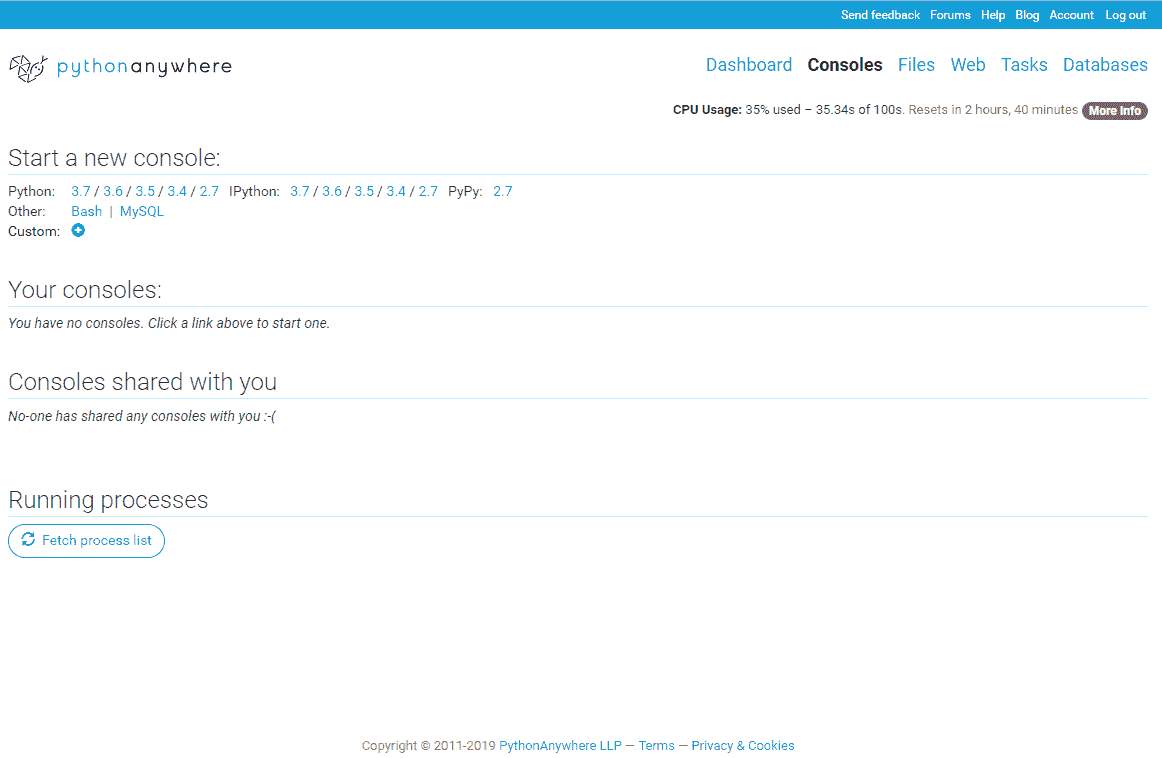 Send feedback Forums Help Blog Account Log out
pythonanywhere
Dashboard Consoles Files Web Tasks Databases
CPU Usage: 35% used – 35.34s of 100s. Resets in 2 hours, 40 minutes More Info
Start a new console:
Python: 3.7 / 3.6 / 3.5 / 3.4 / 2.7 IPython: 3.7 / 3.6 / 3.5 / 3.4 / 2.7 PyPy: 2.7
Other: Bash | MySQL
Custom:
Your consoles:
You have no consoles. Click a link above to start one.
Consoles shared with you
No-one has shared any consoles with you :-(
Running processes
Fetch process list
Copyright © 2011-2019 PythonAnywhere LLP — Terms — Privacy & Cookies